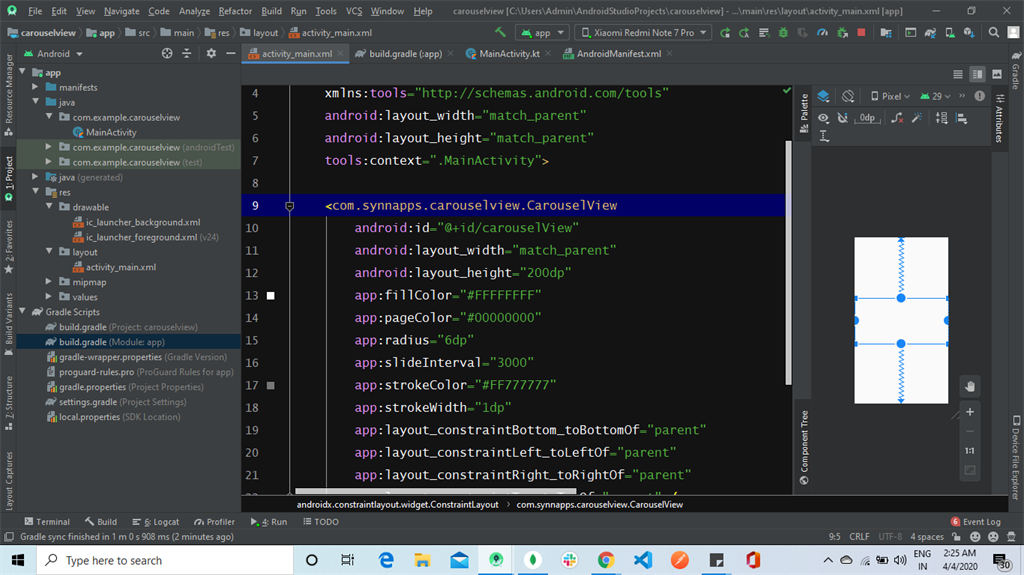 File Edit View Navigate Code Analyze Refactor Build Run Tools VCS Window Help carouselview [C:\Users\Admin\AndroidStudioProjects\carouselview] - ...\main\res\layout\activity_main.xml [app]
carouselview app src main res layout activity_main.xml app Xiaomi Redmi Note 7 Pro
Android
activity_main.xml build.gradle (:app) MainActivity.kt AndroidManifest.xml
Resource Manager
1: Project
2: Favorites
Build Variants
7: Structure
Layout Captures
app
manifests
java
com.example.carouselview
MainActivity
com.example.carouselview (androidTest)
com.example.carouselview (test)
java (generated)
res
drawable
ic_launcher_background.xml
ic_launcher_foreground.xml (v24)
layout
activity_main.xml
mipmap
values
Gradle Scripts
build.gradle (Project: carouselview)
build.gradle (Module: app)
gradle-wrapper.properties (Gradle Version)
proguard-rules.pro (ProGuard Rules for app)
gradle.properties (Project Properties)
settings.gradle (Project Settings)
local.properties (SDK Location)
4 xmlns:tools="http://schemas.android.com/tools"
5 android:layout_width="match_parent"
6 android:layout_height="match_parent"
7 tools:context=".MainActivity">
8
9 <com.synnapps.carouselview.CarouselView
10 android:id="@+id/carouselView"
11 android:layout_width="match_parent"
12 android:layout_height="200dp"
13 app:fillColor="#FFFFFFFF"
14 app:pageColor="#00000000"
15 app:radius="6dp"
16 app:slideInterval="3000"
17 app:strokeColor="#FF777777"
18 app:strokeWidth="1dp"
19 app:layout_constraintBottom_toBottomOf="parent"
20 app:layout_constraintLeft_toLeftOf="parent"
21 app:layout_constraintRight_toRightOf="parent"
androidx.constraintlayout.widget.ConstraintLayout com.synnapps.carouselview.CarouselView
Palette
Component Tree
Pixel 29 »
0dp
1:1
Attributes
Gradle
Device File Explorer
Terminal Build 6: Logcat Profiler 4: Run TODO 6 Event Log
Gradle sync finished in 1 m 0 s 908 ms (2 minutes ago) 9:5 CRLF UTF-8 4 spaces
Type here to search
ENG
IN
2:25 AM
4/4/2020
30